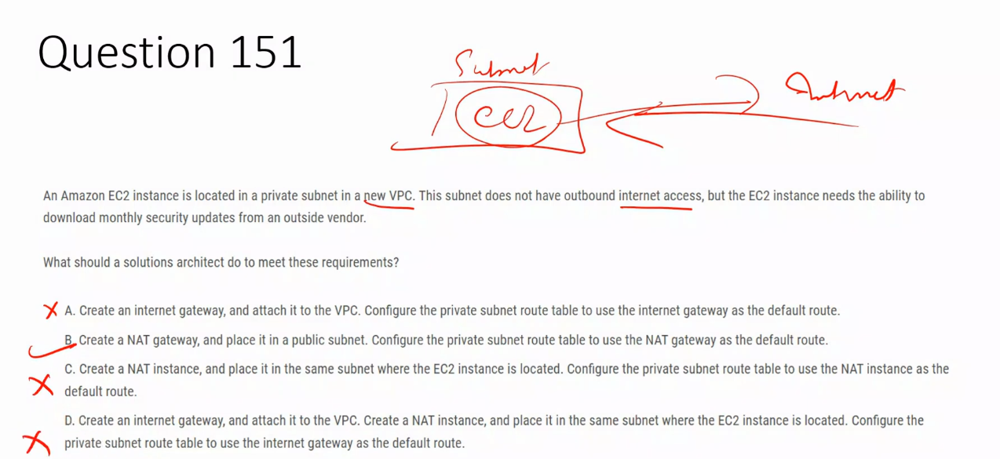 Question 151
Subnet
EC2
Internet
An Amazon EC2 instance is located in a private subnet in a new VPC. This subnet does not have outbound internet access, but the EC2 instance needs the ability to
download monthly security updates from an outside vendor.
What should a solutions architect do to meet these requirements?
A. Create an internet gateway, and attach it to the VPC. Configure the private subnet route table to use the internet gateway as the default route.
B. Create a NAT gateway, and place it in a public subnet. Configure the private subnet route table to use the NAT gateway as the default route.
C. Create a NAT instance, and place it in the same subnet where the EC2 instance is located. Configure the private subnet route table to use the NAT instance as the
default route.
D. Create an internet gateway, and attach it to the VPC. Create a NAT instance, and place it in the same subnet where the EC2 instance is located. Configure the
private subnet route table to use the internet gateway as the default route.